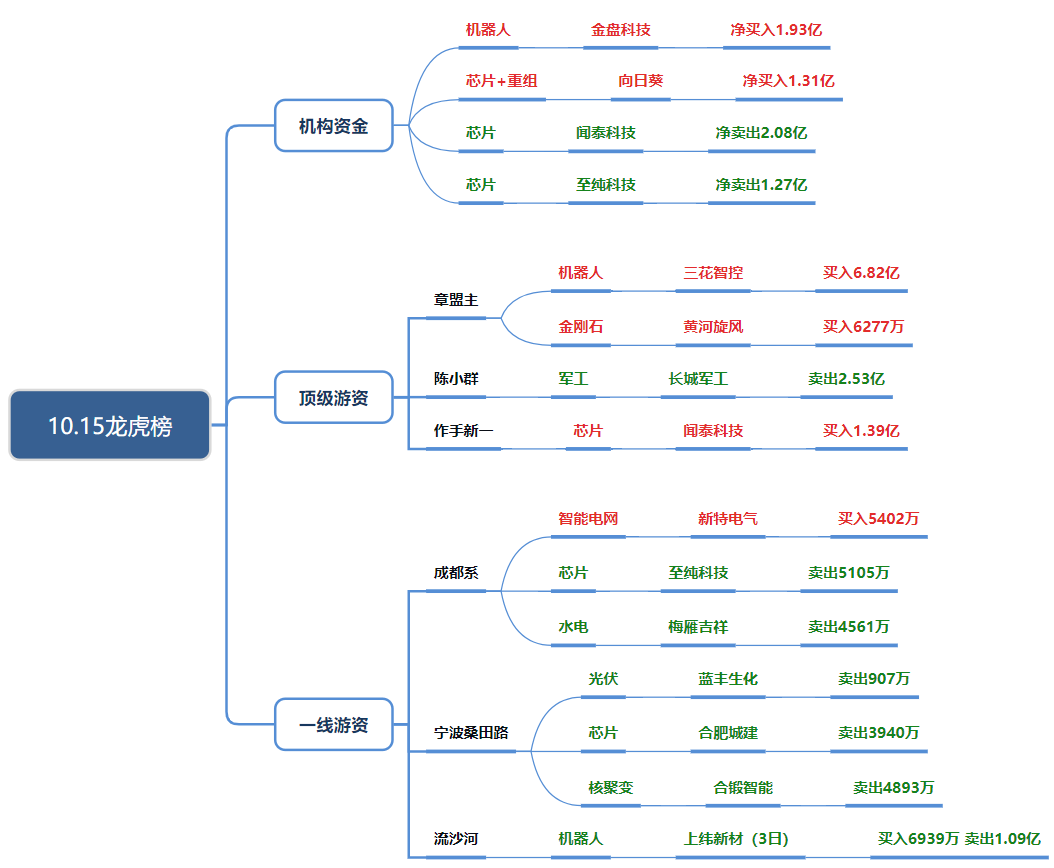 10.15龙虎榜
机构资金
机器人 金盘科技 净买入1.93亿
芯片+重组 向日葵 净买入1.31亿
芯片 闻泰科技 净卖出2.08亿
芯片 至纯科技 净卖出1.27亿
顶级游资
章盟主
机器人 三花智控 买入6.82亿
金刚石 黄河旋风 买入6277万
陈小群 军工 长城军工 卖出2.53亿
作手新一 芯片 闻泰科技 买入1.39亿
一线游资
成都系
智能电网 新特电气 买入5402万
芯片 至纯科技 卖出5105万
水电 梅雁吉祥 卖出4561万
宁波桑田路
光伏 蓝丰生化 卖出907万
芯片 合肥城建 卖出3940万
核聚变 合锻智能 卖出4893万
流沙河 机器人 上纬新材（3日） 买入6939万 卖出1.09亿